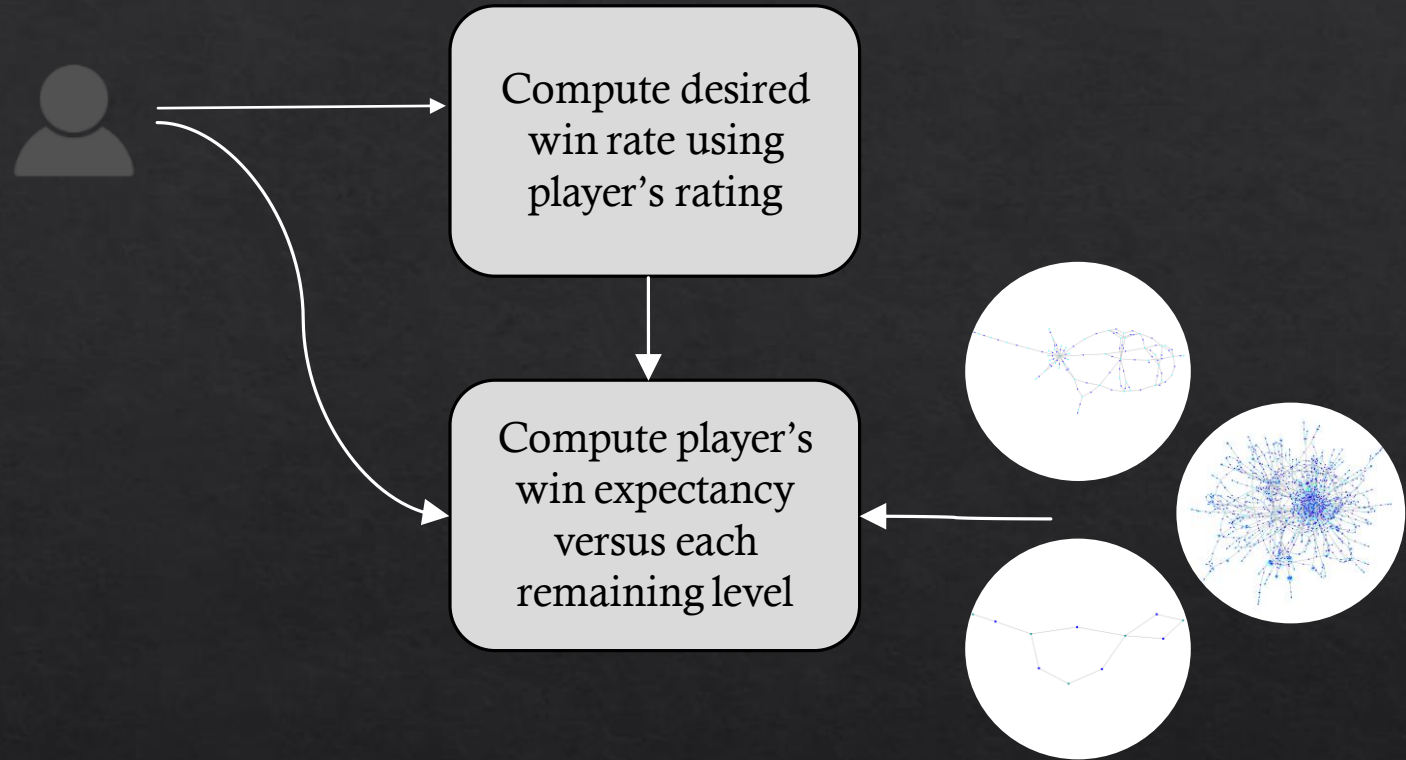 Compute desired
win rate using
player’s rating
Compute player’s
win expectancy
versus each
remaining level